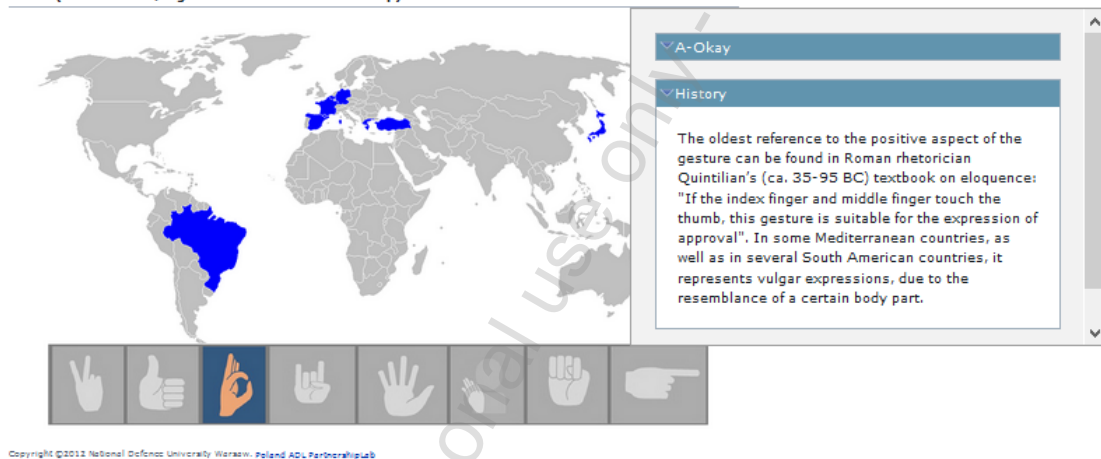 A-Okay
History
The oldest reference to the positive aspect of the
gesture can be found in Roman rhetorician
Quintilian's (ca. 35-95 BC) textbook on eloquence:
"If the index finger and middle finger touch the
thumb, this gesture is suitable for the expression of
approval". In some Mediterranean countries, as
well as in several South American countries, it
represents vulgar expressions, due to the
resemblance of a certain body part.
onal use only -
Copyright ©2012 National Defence University Warsaw. Poland ADL PartnershipLab